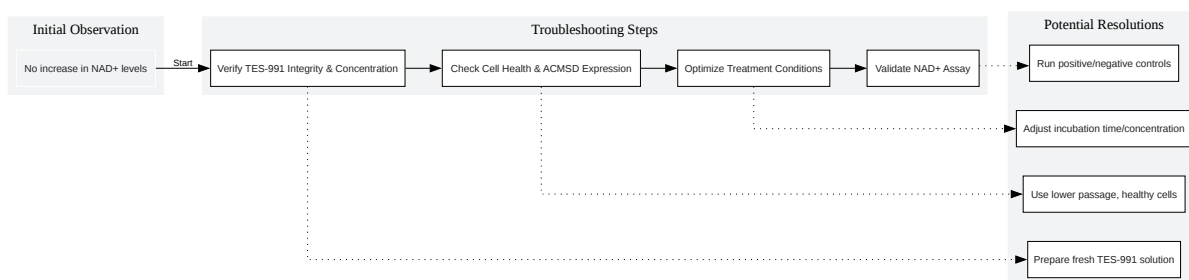 Initial Observation
No increase in NAD+ levels
Start
Troubleshooting Steps
Verify TES-991 Integrity & Concentration
Check Cell Health & ACMSD Expression
Optimize Treatment Conditions
Validate NAD+ Assay
Potential Resolutions
Run positive/negative controls
Adjust incubation time/concentration
Use lower passage, healthy cells
Prepare fresh TES-991 solution